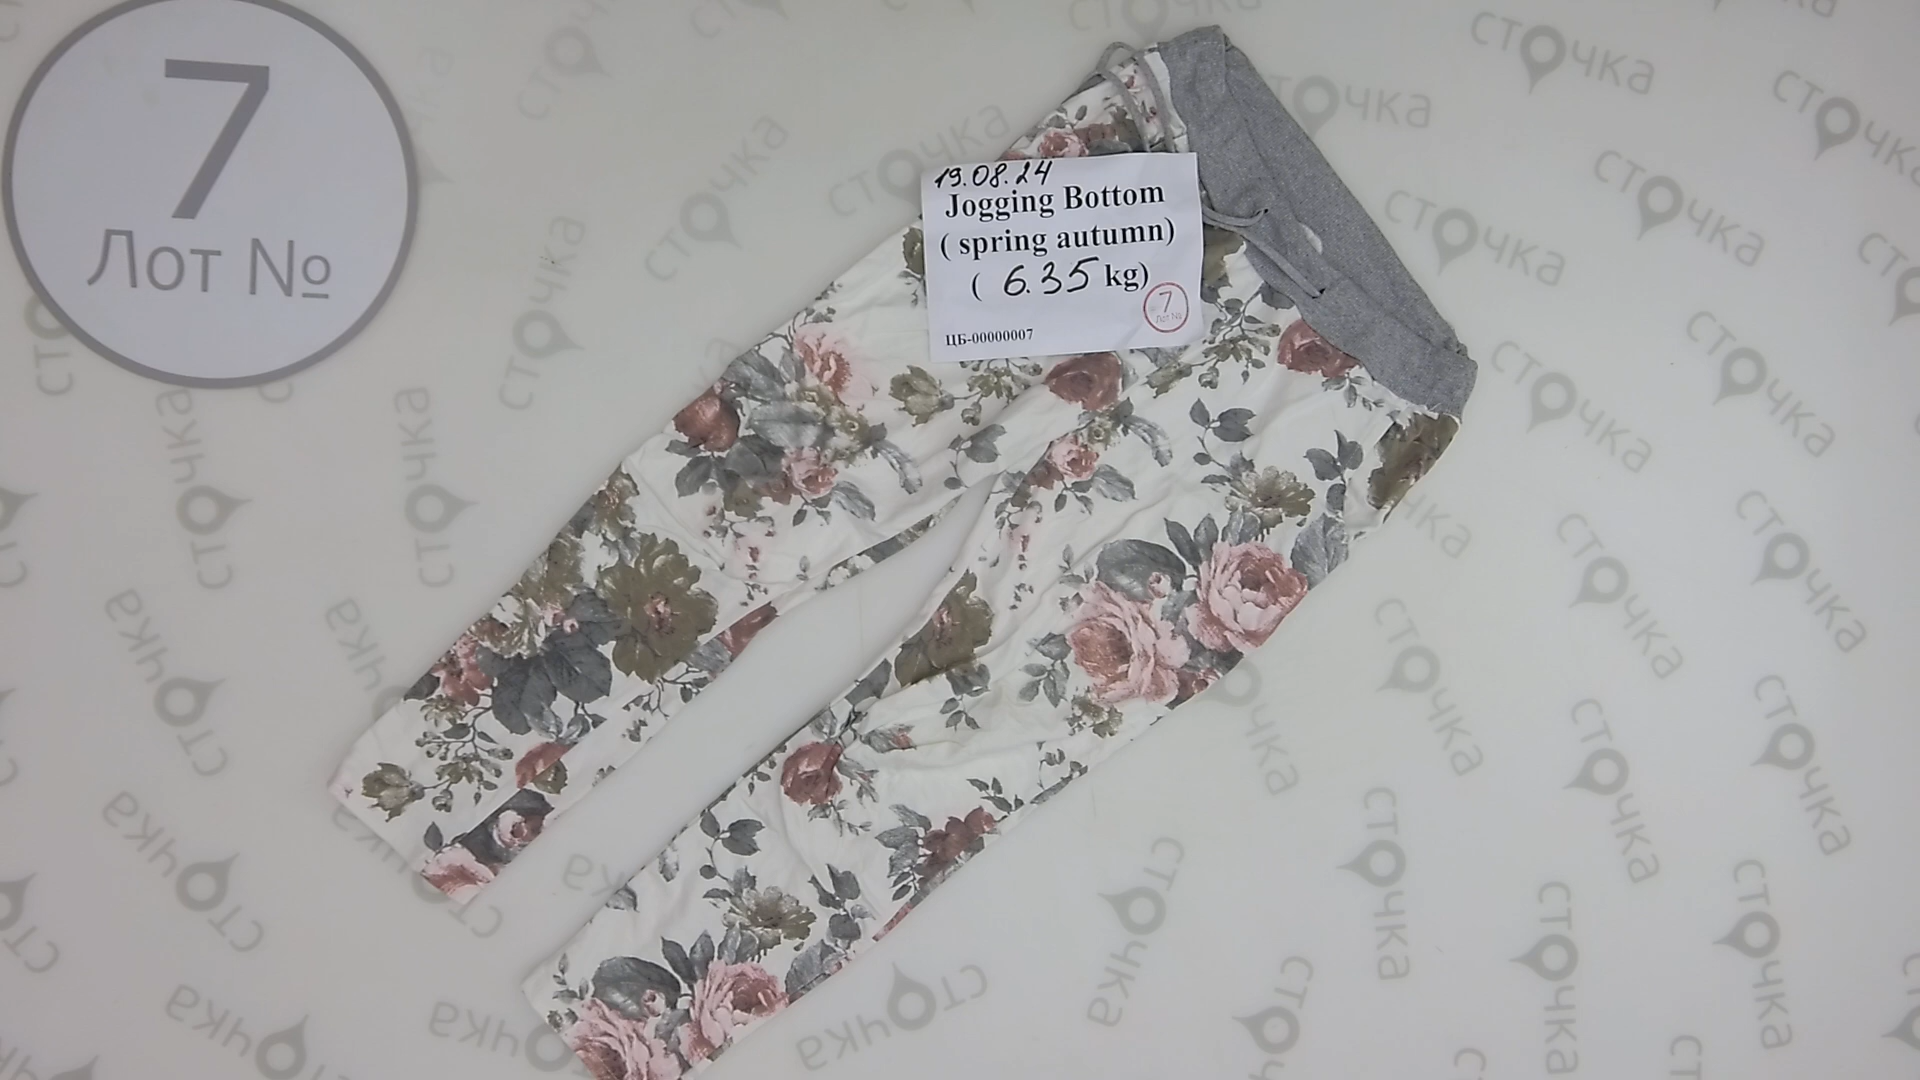 7
Лот №
19.08.24
Jogging Bottom
( spring autumn)
( 6.35 kg)
7
Лот №
ЦБ-00000007
сточка